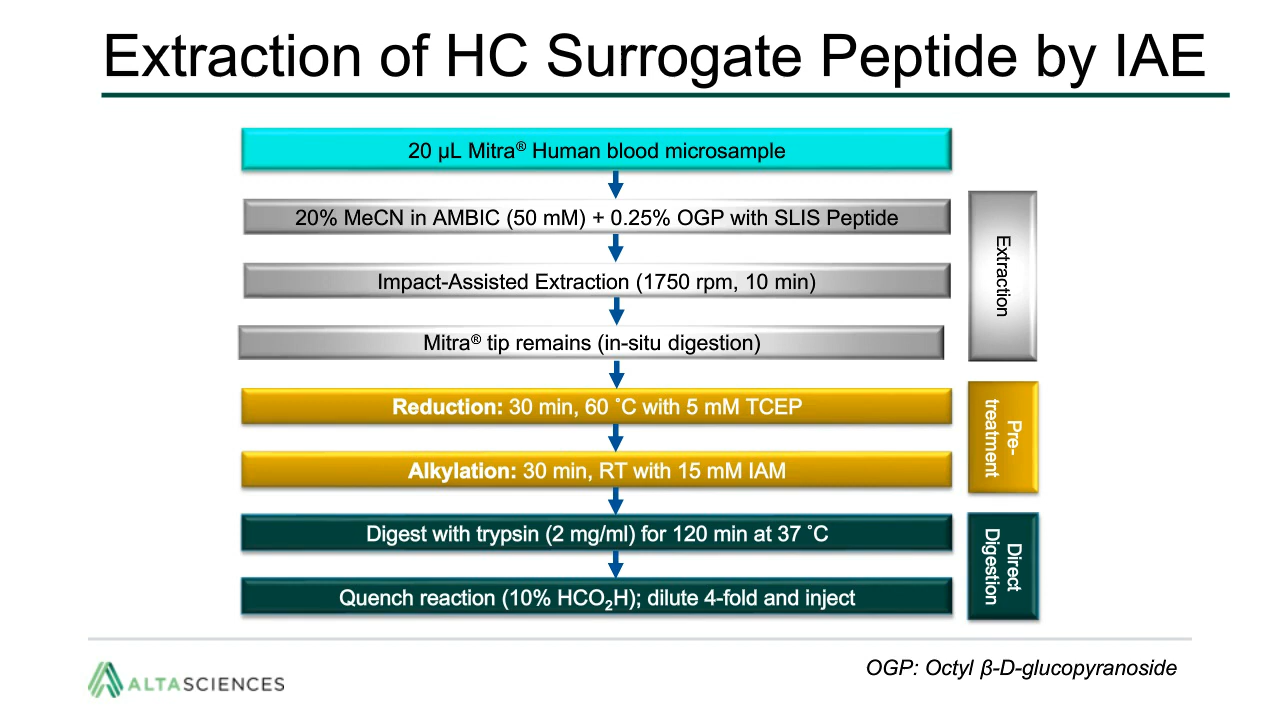 Extraction of HC Surrogate Peptide by IAE
20 µL Mitra® Human blood microsample
20% MeCN in AMBIC (50 mM) + 0.25% OGP with SLIS Peptide
Impact-Assisted Extraction (1750 rpm, 10 min)
Mitra® tip remains (in-situ digestion)
Extraction
Reduction: 30 min, 60 ˚C with 5 mM TCEP
Alkylation: 30 min, RT with 15 mM IAM
Pre-
treatment
Digest with trypsin (2 mg/ml) for 120 min at 37 ˚C
Quench reaction (10% HCO₂H); dilute 4-fold and inject
Direct
Digestion
OGP: Octyl β-D-glucopyranoside
ALTASCIENCES